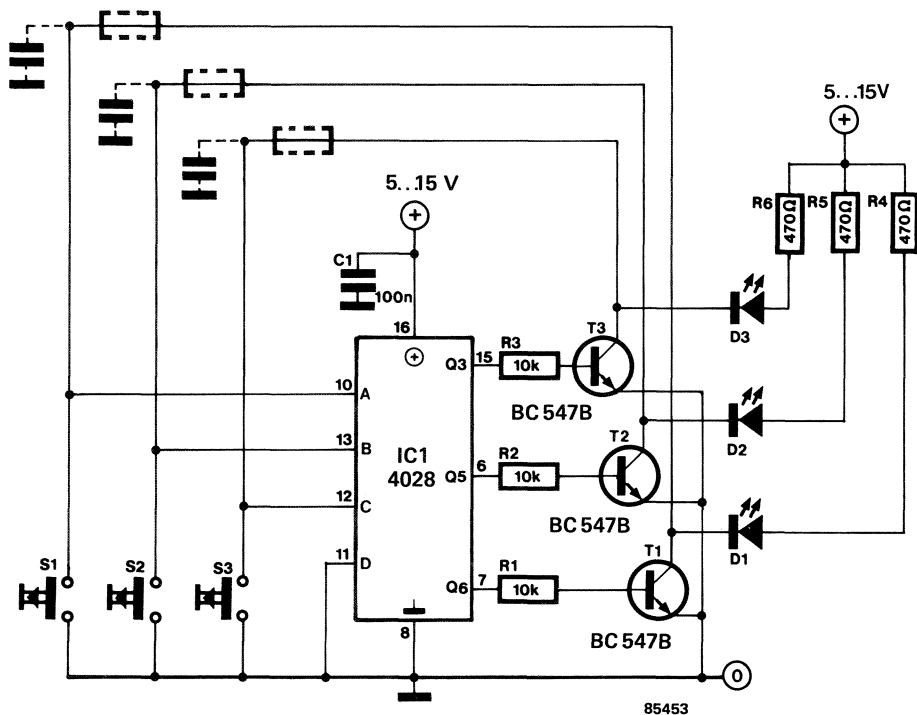 5...15V
R6
470Ω
R5
470Ω
R4
470Ω
5...15 V
+
+
C1
100n
16
+
D3
T3
Q3
15
R3
10k
BC 547B
10
A
D2
13
B
IC1
4028
T2
Q5
6
R2
10k
BC 547B
12
C
D1
11
D
T1
Q6
7
R1
10k
BC 547B
S1
S2
S3
8
0
85453